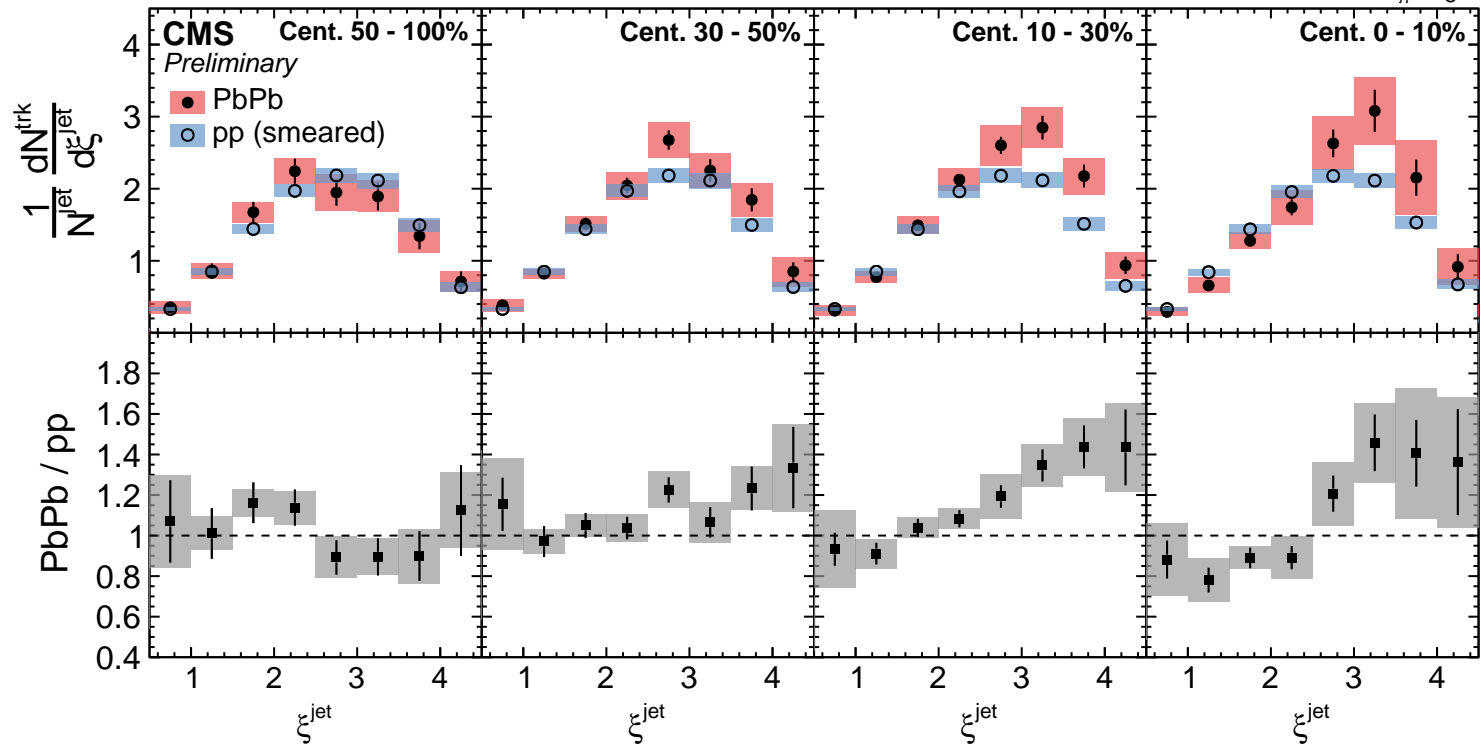 CMS
Preliminary
PbPb
pp (smeared)
Cent. 50 - 100%
Cent. 30 - 50%
Cent. 10 - 30%
Cent. 0 - 10%
1/N^jet dN^trk/dξ^jet
4
3
2
1
PbPb / pp
1.8
1.6
1.4
1.2
1
0.8
0.6
0.4
1 2 3 4 1 2 3 4 1 2 3 4 1 2 3 4
ξ^jet ξ^jet ξ^jet ξ^jet